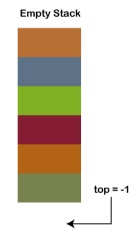 Empty Stack
top = -1